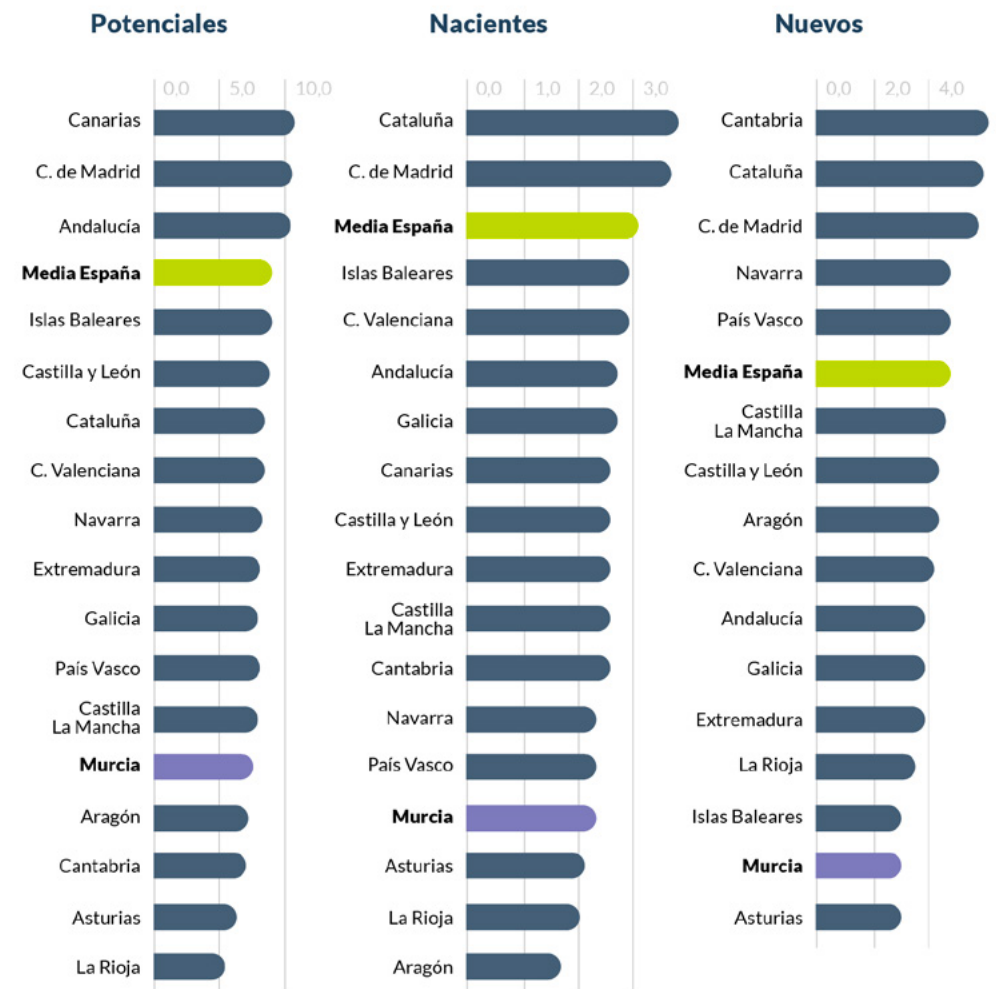 Potenciales
0,0 5,0 10,0
Canarias
C. de Madrid
Andalucía
Media España
Islas Baleares
Castilla y León
Cataluña
C. Valenciana
Navarra
Extremadura
Galicia
País Vasco
Castilla
La Mancha
Murcia
Aragón
Cantabria
Asturias
La Rioja
Nacientes
0,0 1,0 2,0 3,0
Cataluña
C. de Madrid
Media España
Islas Baleares
C. Valenciana
Andalucía
Galicia
Canarias
Castilla y León
Extremadura
Castilla
La Mancha
Cantabria
Navarra
País Vasco
Murcia
Asturias
La Rioja
Aragón
Nuevos
0,0 2,0 4,0
Cantabria
Cataluña
C. de Madrid
Navarra
País Vasco
Media España
Castilla
La Mancha
Castilla y León
Aragón
C. Valenciana
Andalucía
Galicia
Extremadura
La Rioja
Islas Baleares
Murcia
Asturias